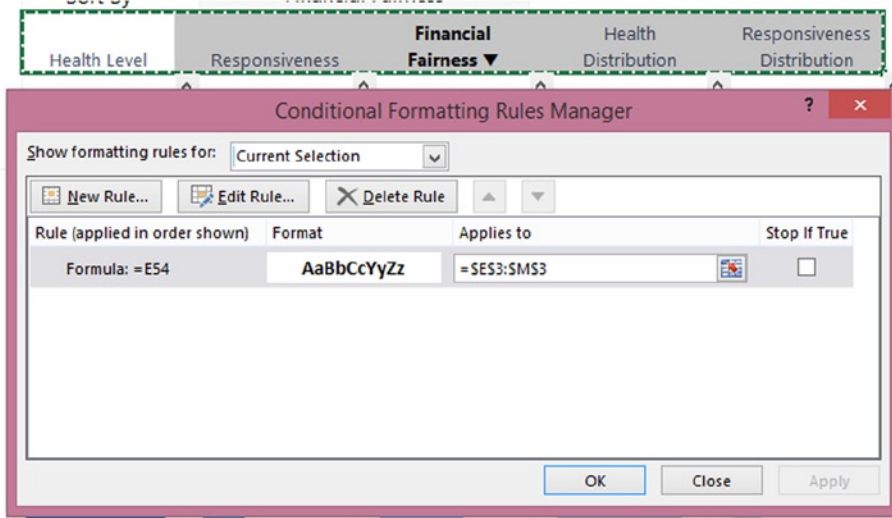 Financial
Health
Responsiveness
Health Level
Responsiveness
Fairness ▼
Distribution
Distribution
Conditional Formatting Rules Manager
?
×
Show formatting rules for:
Current Selection
New Rule...
Edit Rule...
Delete Rule
Rule (applied in order shown)
Format
Applies to
Stop If True
Formula: =E54
AaBbCcYyZz
=$E$3:$M$3
OK
Close
Apply